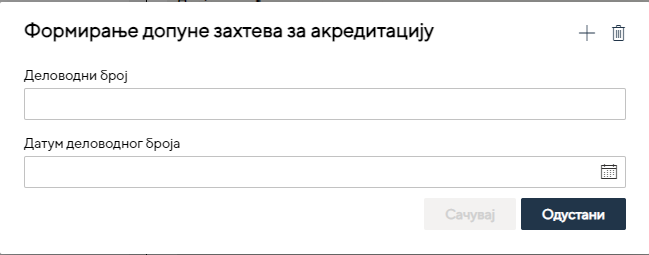 Формирање допуне захтева за акредитацију
Деловодни број
Датум деловодног броја
Сачувај
Одустани